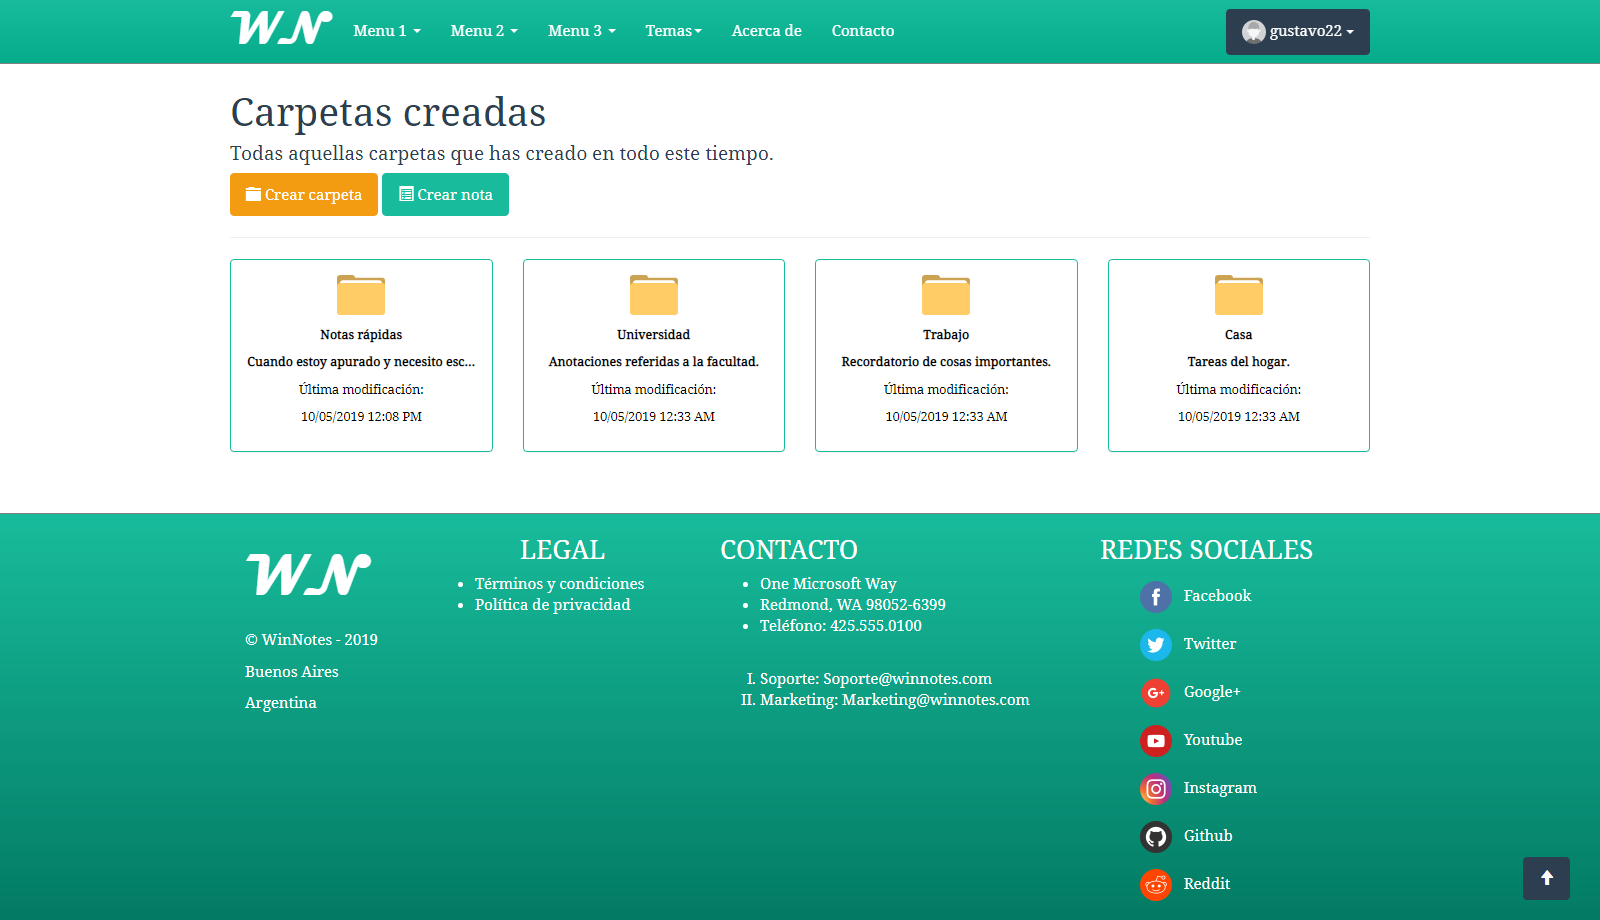 WN Menu 1 Menu 2 Menu 3 Temas Acerca de Contacto gustavo22
Carpetas creadas
Todas aquellas carpetas que has creado en todo este tiempo.
Crear carpeta Crear nota
Notas rápidas
Cuando estoy apurado y necesito esc...
Última modificación:
10/05/2019 12:08 PM
Universidad
Anotaciones referidas a la facultad.
Última modificación:
10/05/2019 12:33 AM
Trabajo
Recordatorio de cosas importantes.
Última modificación:
10/05/2019 12:33 AM
Casa
Tareas del hogar.
Última modificación:
10/05/2019 12:33 AM
WN
© WinNotes - 2019
Buenos Aires
Argentina
LEGAL
• Términos y condiciones
• Política de privacidad
CONTACTO
• One Microsoft Way
• Redmond, WA 98052-6399
• Teléfono: 425.555.0100
I. Soporte: Soporte@winnotes.com
II. Marketing: Marketing@winnotes.com
REDES SOCIALES
Facebook
Twitter
Google+
Youtube
Instagram
Github
Reddit